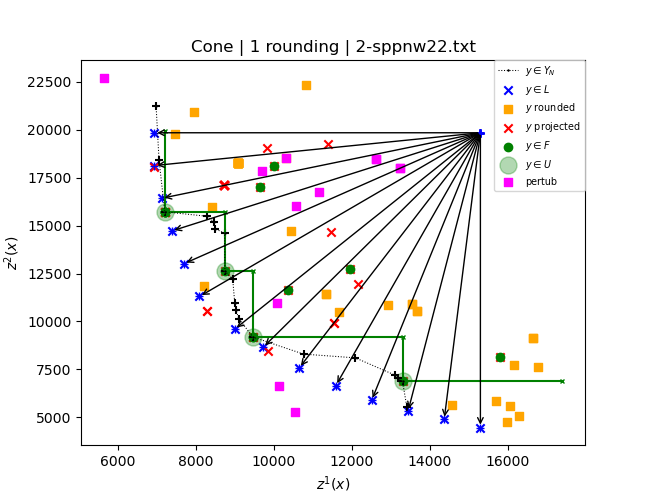 Cone | 1 rounding | 2-sppnw22.txt
y ∈ Y_N
y ∈ L
y rounded
y projected
y ∈ F
y ∈ U
pertub
22500
20000
17500
15000
12500
10000
7500
5000
z²(x)
6000 8000 10000 12000 14000 16000
z¹(x)